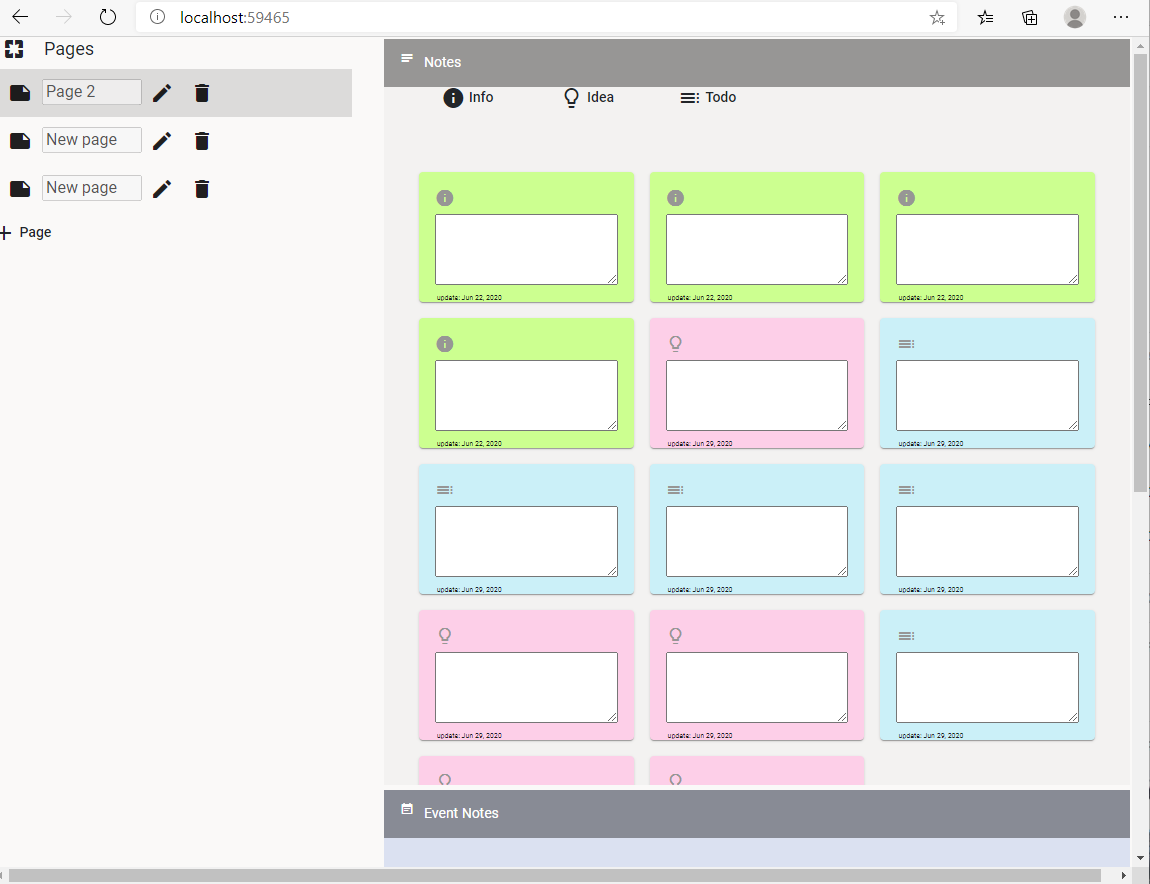 localhost:59465
Pages
Page 2
New page
New page
Page
Notes
Info Idea Todo
update: Jun 22, 2020 update: Jun 22, 2020 update: Jun 22, 2020
update: Jun 22, 2020 update: Jun 29, 2020 update: Jun 29, 2020
update: Jun 29, 2020 update: Jun 29, 2020 update: Jun 29, 2020
update: Jun 29, 2020 update: Jun 29, 2020 update: Jun 29, 2020
Event Notes